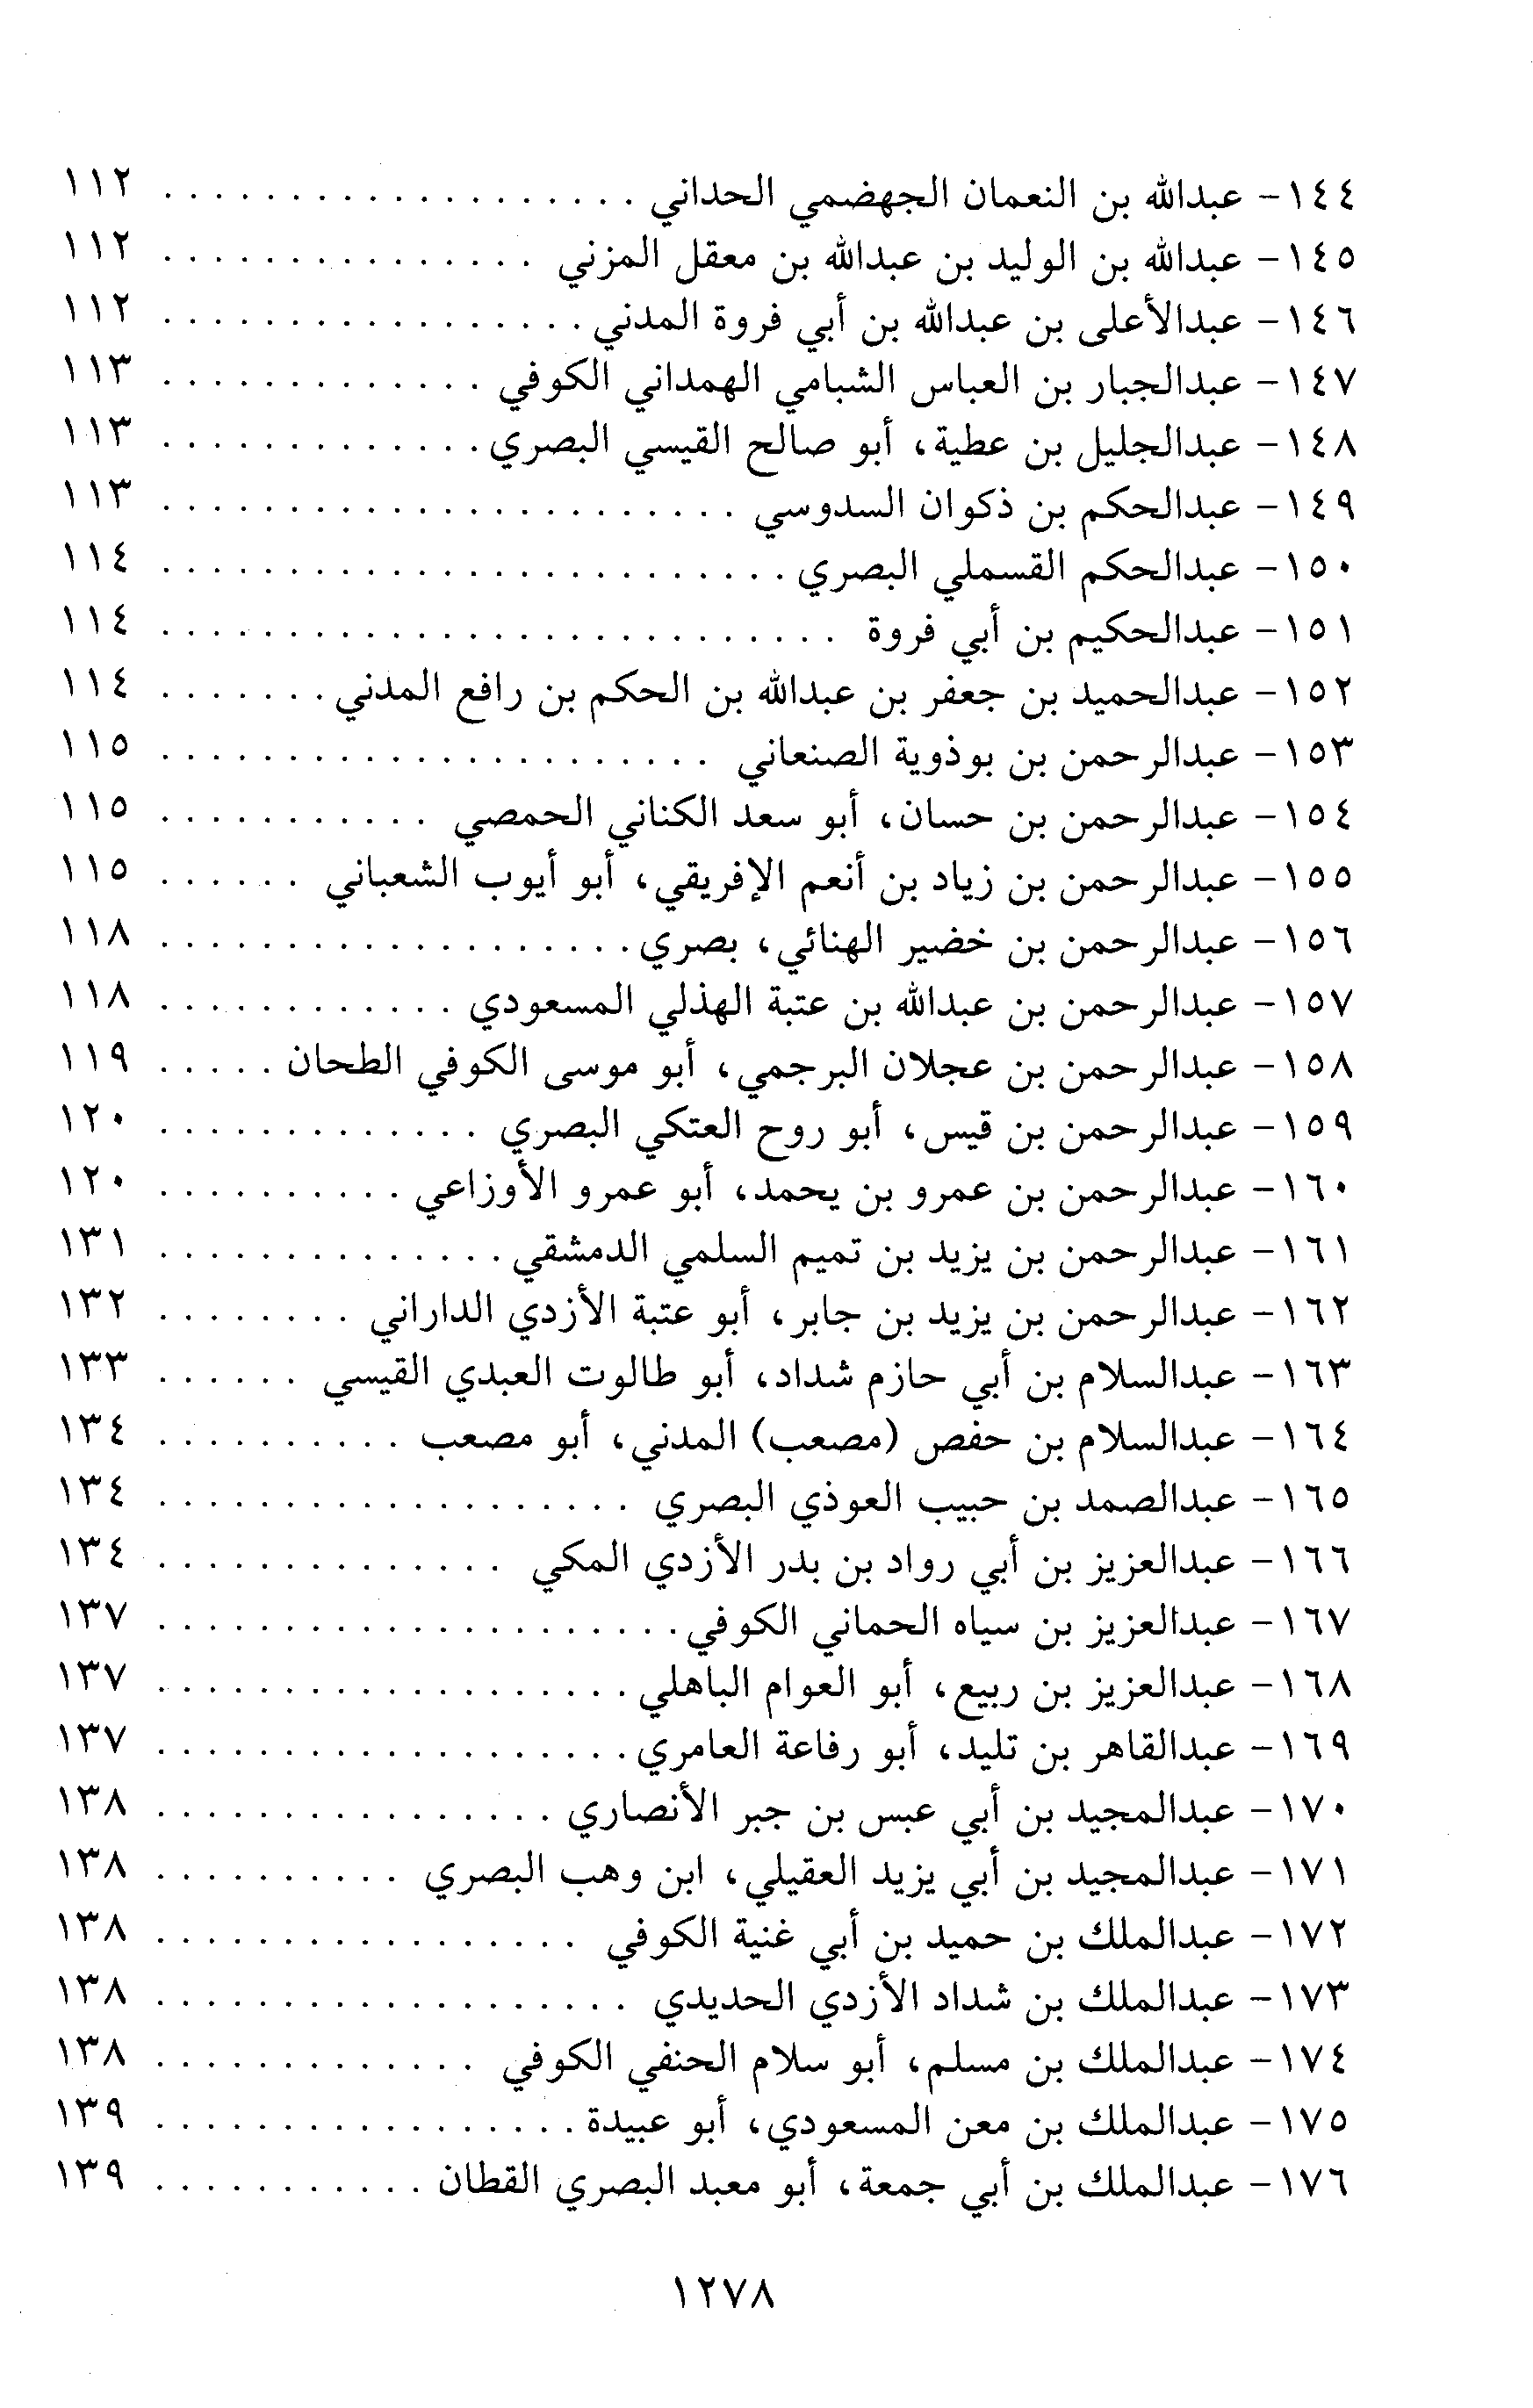 ١٤٤- عبدالله بن النعمان الجهضمي الحداني . . . . . . . . . . . . . . . . . . . ١١٢
١٤٥- عبدالله بن الوليد بن عبدالله بن معقل المزني . . . . . . . . . . . . . . . ١١٢
١٤٦- عبدالأعلى بن عبدالله بن أبي فروة المدني . . . . . . . . . . . . . . . . . ١١٢
١٤٧- عبدالجبار بن العباس الشبامي الهمداني الكوفي . . . . . . . . . . . . . ١١٣
١٤٨- عبدالجليل بن عطية، أبو صالح القيسي البصري . . . . . . . . . . . . . ١١٣
١٤٩- عبدالحكم بن ذكوان السدوسي . . . . . . . . . . . . . . . . . . . . . . . ١١٣
١٥٠- عبدالحكم القسملي البصري . . . . . . . . . . . . . . . . . . . . . . . . . ١١٤
١٥١- عبدالحكيم بن أبي فروة . . . . . . . . . . . . . . . . . . . . . . . . . . . ١١٤
١٥٢- عبدالحميد بن جعفر بن عبدالله بن الحكم بن رافع المدني . . . . . . . ١١٤
١٥٣- عبدالرحمن بن بوذوية الصنعاني . . . . . . . . . . . . . . . . . . . . . . ١١٥
١٥٤- عبدالرحمن بن حسان، أبو سعد الكناني الحمصي . . . . . . . . . . . ١١٥
١٥٥- عبدالرحمن بن زياد بن أنعم الإفريقي، أبو أيوب الشعباني . . . . . . ١١٥
١٥٦- عبدالرحمن بن خضير الهنائي، بصري . . . . . . . . . . . . . . . . . . . ١١٨
١٥٧- عبدالرحمن بن عبدالله بن عتبة الهذلي المسعودي . . . . . . . . . . . . ١١٨
١٥٨- عبدالرحمن بن عجلان البرجمي، أبو موسى الكوفي الطحان . . . . . ١١٩
١٥٩- عبدالرحمن بن قيس، أبو روح العتكي البصري . . . . . . . . . . . . . ١٢٠
١٦٠- عبدالرحمن بن عمرو بن يحمد، أبو عمرو الأوزاعي . . . . . . . . . . ١٢٠
١٦١- عبدالرحمن بن يزيد بن تميم السلمي الدمشقي . . . . . . . . . . . . . . ١٣١
١٦٢- عبدالرحمن بن يزيد بن جابر، أبو عتبة الأزدي الداراني . . . . . . . . ١٣٢
١٦٣- عبدالسلام بن أبي حازم شداد، أبو طالوت العبدي القيسي . . . . . . ١٣٣
١٦٤- عبدالسلام بن حفص (مصعب) المدني، أبو مصعب . . . . . . . . . . ١٣٤
١٦٥- عبدالصمد بن حبيب العوذي البصري . . . . . . . . . . . . . . . . . . . ١٣٤
١٦٦- عبدالعزيز بن أبي رواد بن بدر الأزدي المكي . . . . . . . . . . . . . . ١٣٤
١٦٧- عبدالعزيز بن سياه الحماني الكوفي . . . . . . . . . . . . . . . . . . . . . ١٣٧
١٦٨- عبدالعزيز بن ربيع، أبو العوام الباهلي . . . . . . . . . . . . . . . . . . . ١٣٧
١٦٩- عبدالقاهر بن تليد، أبو رفاعة العامري . . . . . . . . . . . . . . . . . . . ١٣٧
١٧٠- عبدالمجيد بن أبي عبس بن جبر الأنصاري . . . . . . . . . . . . . . . . ١٣٨
١٧١- عبدالمجيد بن أبي يزيد العقيلي، ابن وهب البصري . . . . . . . . . . ١٣٨
١٧٢- عبدالملك بن حميد بن أبي غنية الكوفي . . . . . . . . . . . . . . . . . ١٣٨
١٧٣- عبدالملك بن شداد الأزدي الحديدي . . . . . . . . . . . . . . . . . . . ١٣٨
١٧٤- عبدالملك بن مسلم، أبو سلام الحنفي الكوفي . . . . . . . . . . . . . ١٣٨
١٧٥- عبدالملك بن معن المسعودي، أبو عبيدة . . . . . . . . . . . . . . . . . ١٣٩
١٧٦- عبدالملك بن أبي جمعة، أبو معبد البصري القطان . . . . . . . . . . . ١٣٩
١٢٧٨